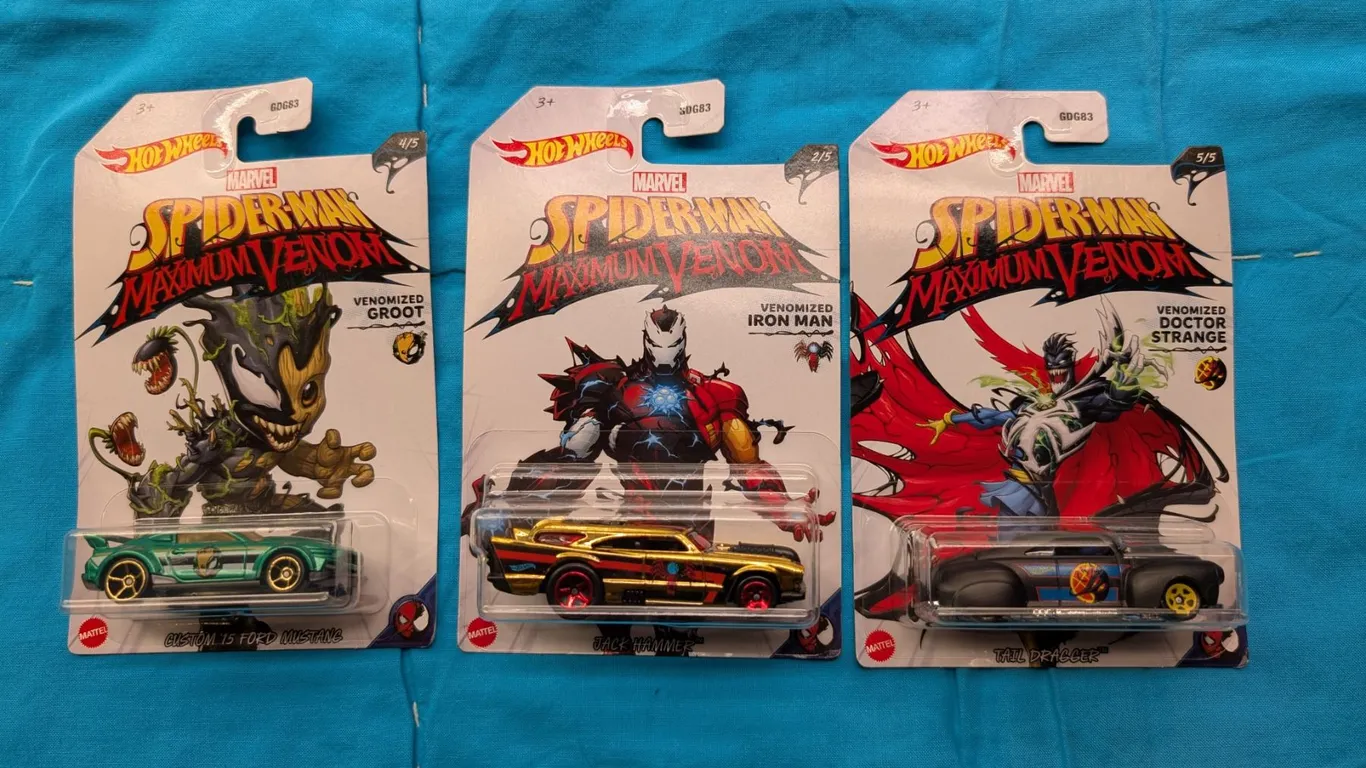 3+
GDG83
HOT WHEELS
4/5
MARVEL
SPIDER-MAN
MAXIMUM VENOM
VENOMIZED
GROOT
MATTEL
CUSTOM '15 FORD MUSTANG
3+
GDG83
HOT WHEELS
2/5
MARVEL
SPIDER-MAN
MAXIMUM VENOM
VENOMIZED
IRON MAN
MATTEL
JACK HAMMER™
3+
GDG83
HOT WHEELS
5/5
MARVEL
SPIDER-MAN
MAXIMUM VENOM
VENOMIZED
DOCTOR
STRANGE
MATTEL
TAIL DRAGGER™